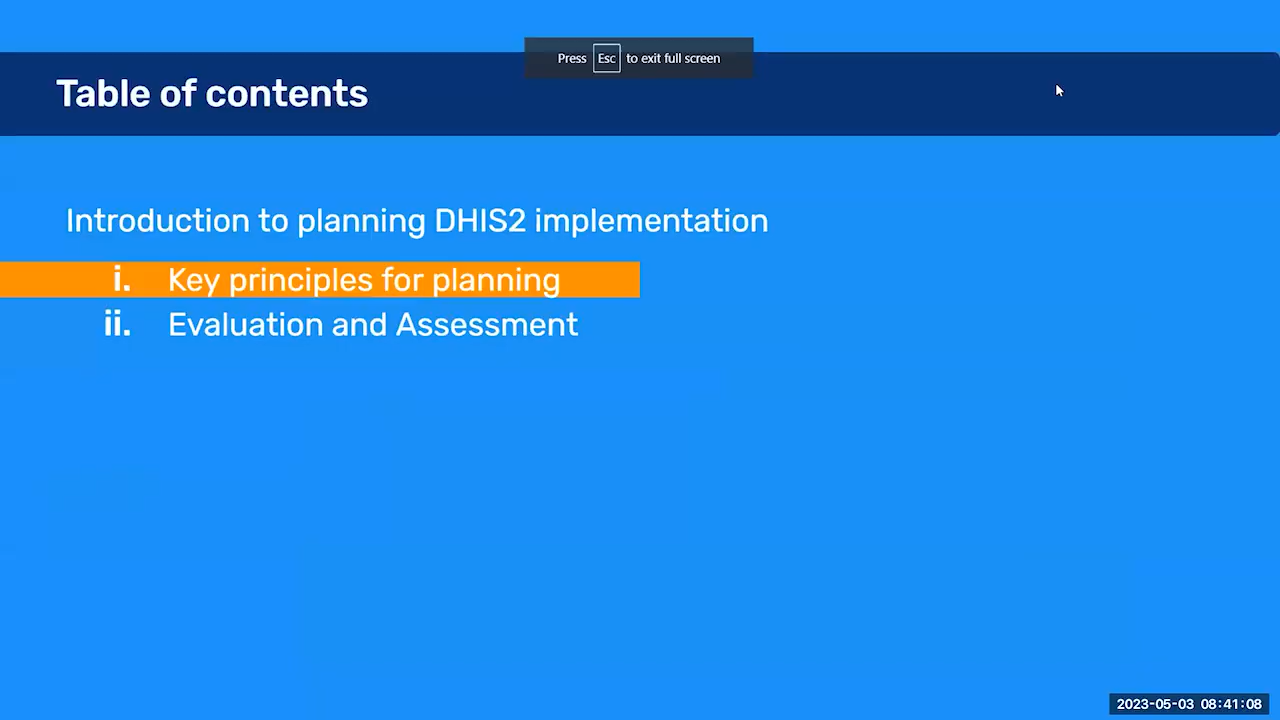 Press Esc to exit full screen
Table of contents
Introduction to planning DHIS2 implementation
i. Key principles for planning
ii. Evaluation and Assessment
2023-05-03 08:41:08